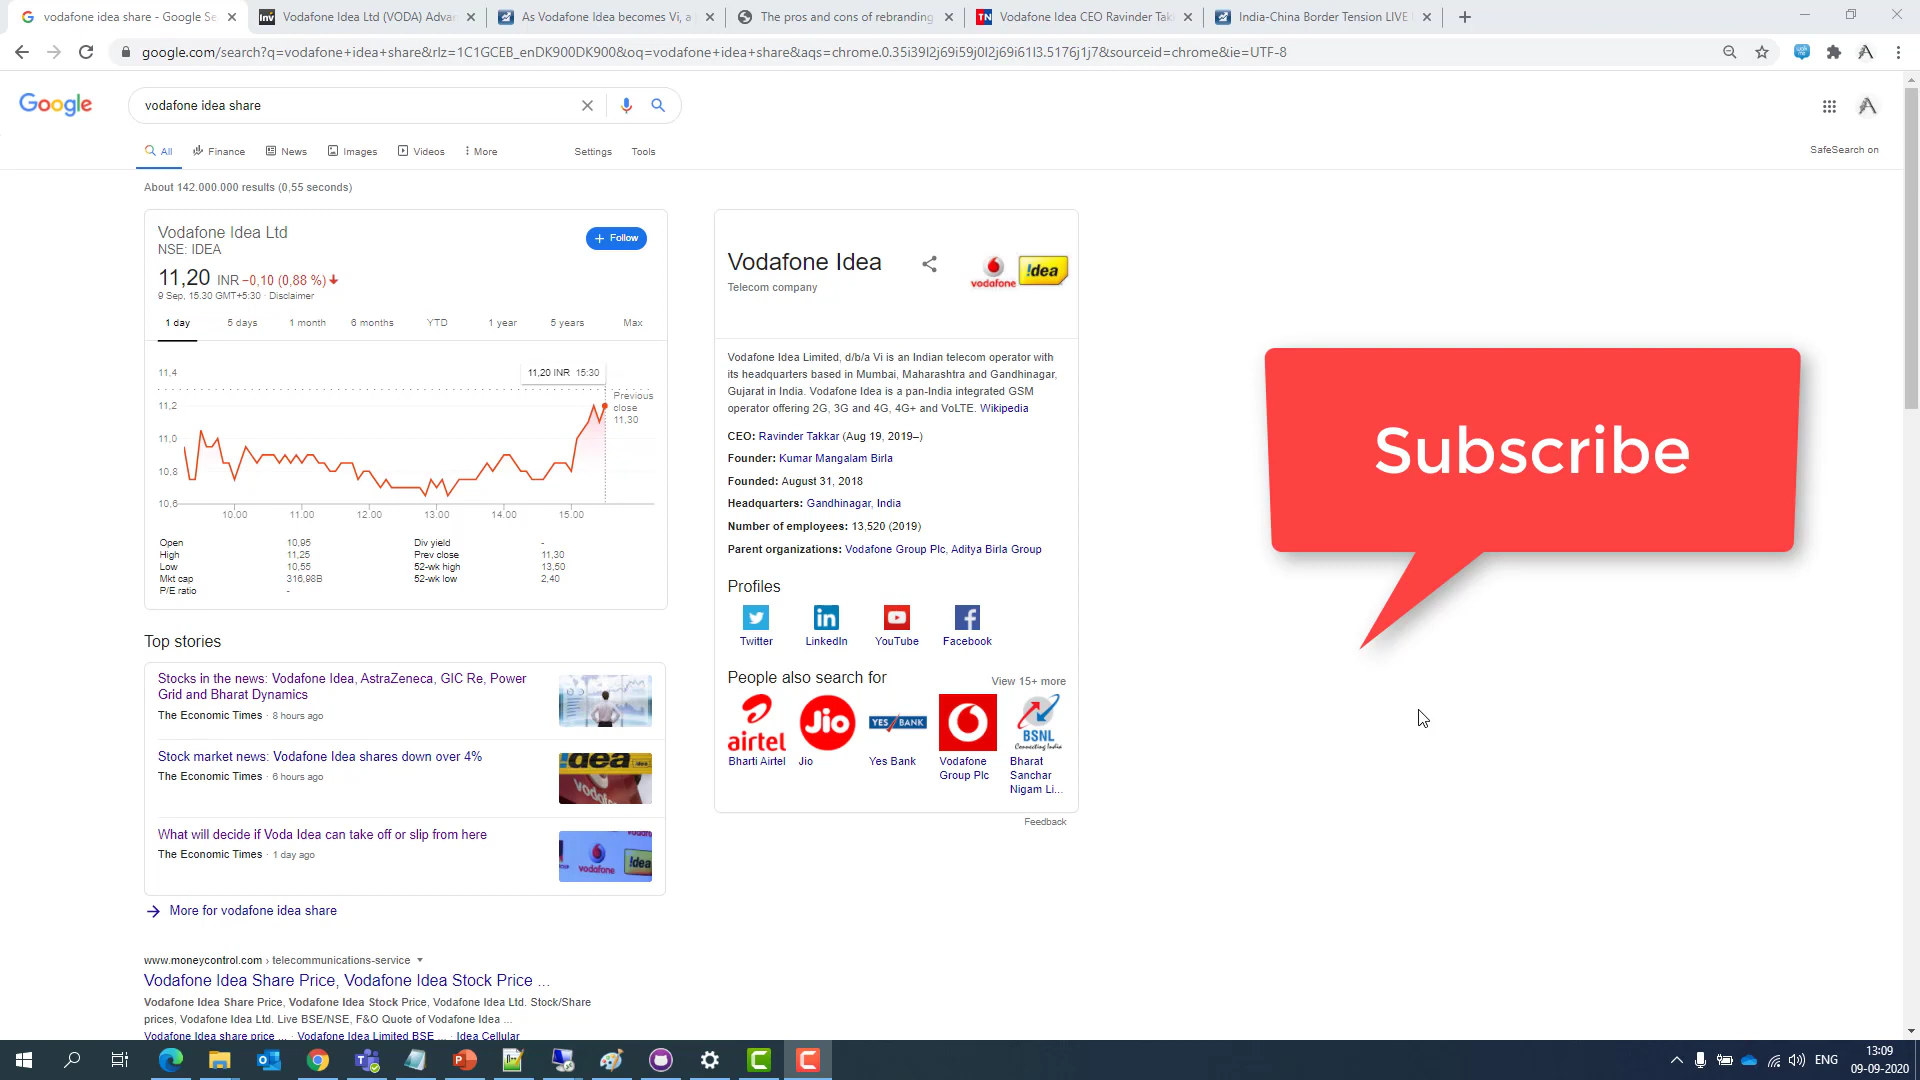 vodafone idea share - Google Se
Vodafone Idea Ltd (VODA) Advan
As Vodafone Idea becomes Vi, a
The pros and cons of rebranding
Vodafone Idea CEO Ravinder Tak
India-China Border Tension LIVE
google.com/search?q=vodafone+idea+share&rlz=1C1GCEB_enDK900DK900&oq=vodafone+idea+share&aqs=chrome.0.35i39l2j69i59j0l2j69i61l3.5176j1j7&sourceid=chrome&ie=UTF-8
Google
vodafone idea share
All
Finance
News
Images
Videos
More
Settings
Tools
SafeSearch on
About 142.000.000 results (0,55 seconds)
Vodafone Idea Ltd
NSE: IDEA
Follow
11,20 INR −0,10 (0,88 %)
9 Sep, 15.30 GMT+5:30 · Disclaimer
1 day
5 days
1 month
6 months
YTD
1 year
5 years
Max
11,4
11,2
11,0
10,8
10,6
11,20 INR 15:30
Previous
close
11,30
10.00
11.00
12.00
13.00
14.00
15.00
Open 10,95
High 11,25
Low 10,55
Mkt cap 316,98B
P/E ratio -
Div yield -
Prev close 11,30
52-wk high 13,50
52-wk low 2,40
Top stories
Stocks in the news: Vodafone Idea, AstraZeneca, GIC Re, Power
Grid and Bharat Dynamics
The Economic Times · 8 hours ago
Stock market news: Vodafone Idea shares down over 4%
The Economic Times · 6 hours ago
What will decide if Voda Idea can take off or slip from here
The Economic Times · 1 day ago
More for vodafone idea share
www.moneycontrol.com › telecommunications-service
Vodafone Idea Share Price, Vodafone Idea Stock Price ...
Vodafone Idea Share Price, Vodafone Idea Stock Price, Vodafone Idea Ltd. Stock/Share
prices, Vodafone Idea Ltd. Live BSE/NSE, F&O Quote of Vodafone Idea ...
Vodafone Idea share price ... · Vodafone Idea Limited BSE ... · Idea Cellular
Vodafone Idea
Telecom company
vodafone
!dea
Vodafone Idea Limited, d/b/a Vi is an Indian telecom operator with
its headquarters based in Mumbai, Maharashtra and Gandhinagar,
Gujarat in India. Vodafone Idea is a pan-India integrated GSM
operator offering 2G, 3G and 4G, 4G+ and VoLTE. Wikipedia
CEO: Ravinder Takkar (Aug 19, 2019–)
Founder: Kumar Mangalam Birla
Founded: August 31, 2018
Headquarters: Gandhinagar, India
Number of employees: 13,520 (2019)
Parent organizations: Vodafone Group Plc, Aditya Birla Group
Profiles
Twitter
LinkedIn
YouTube
Facebook
People also search for
View 15+ more
airtel
Jio
YES BANK
BSNL
Connecting India
Bharti Airtel
Jio
Yes Bank
Vodafone
Group Plc
Bharat
Sanchar
Nigam Li...
Feedback
Subscribe
ENG
13:09
09-09-2020